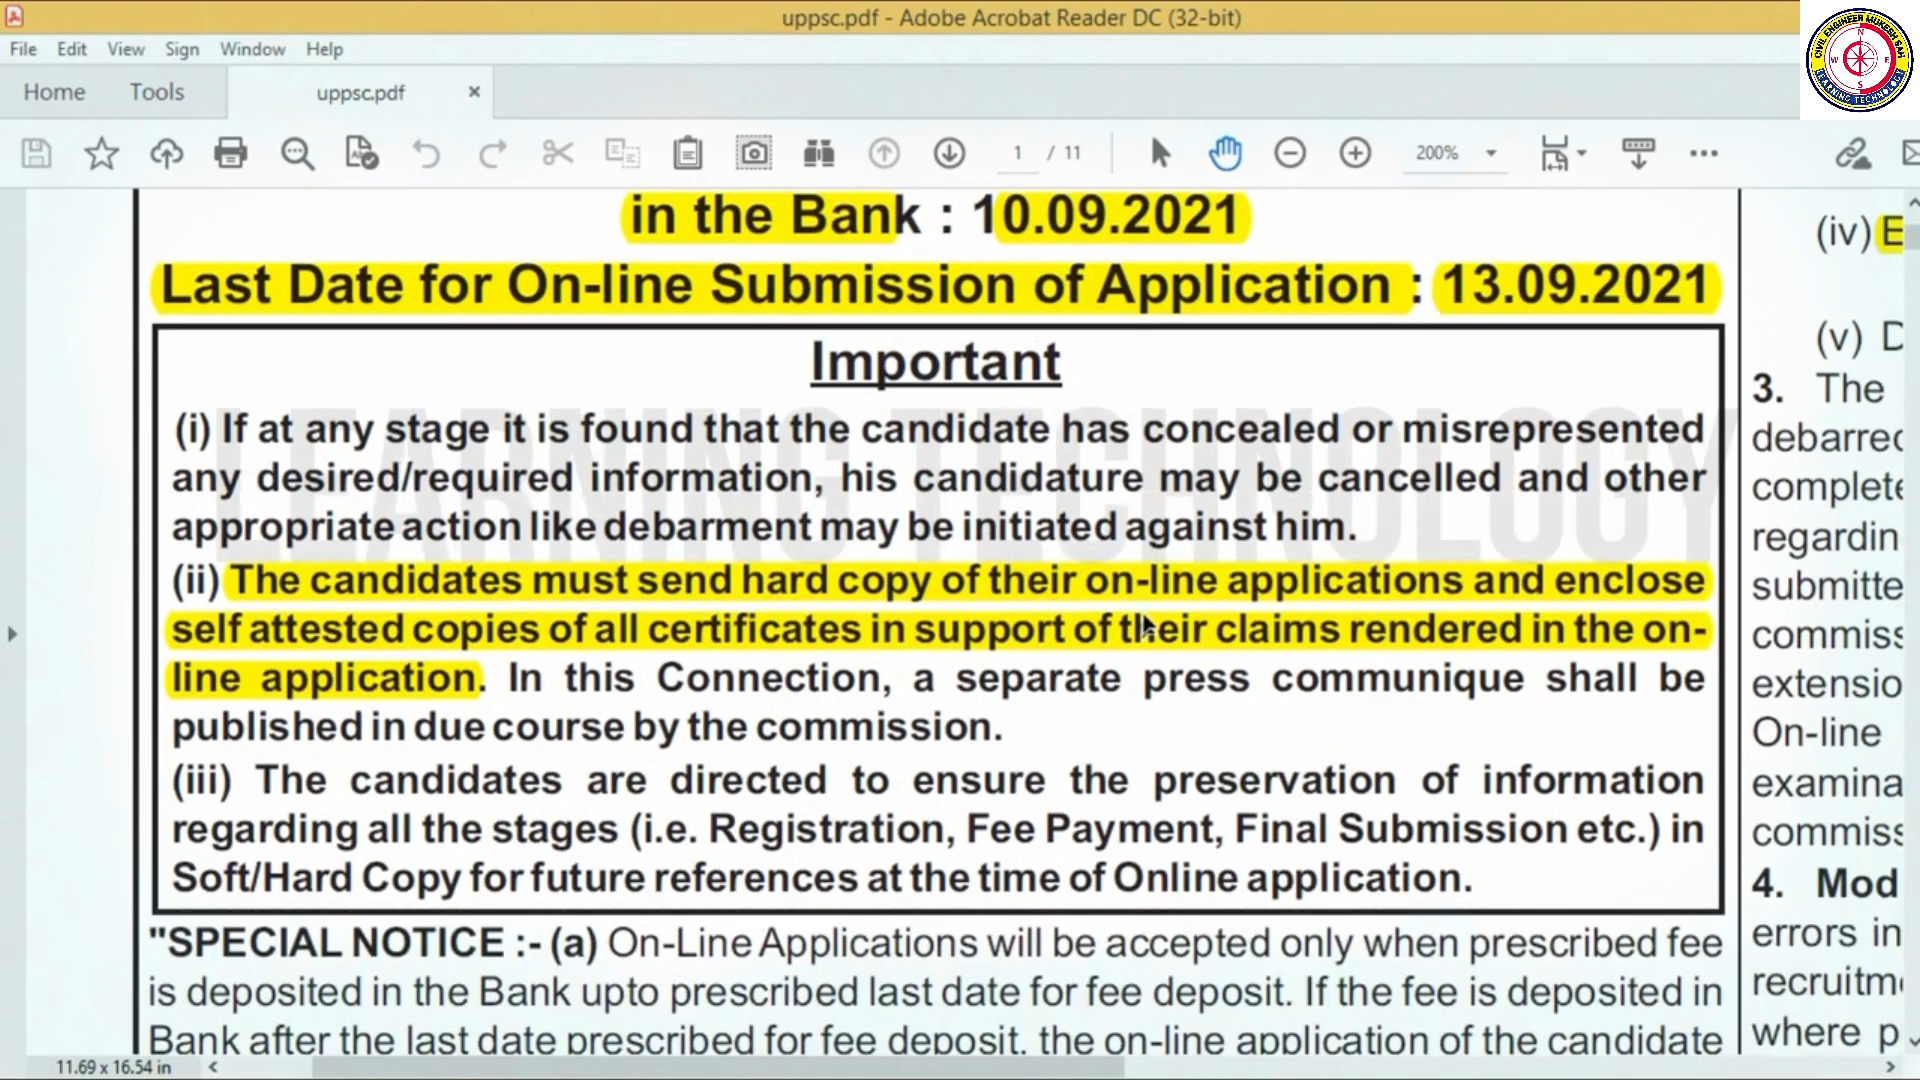 uppsc.pdf - Adobe Acrobat Reader DC (32-bit)
File Edit View Sign Window Help
Home Tools uppsc.pdf ×
1 / 11 200%
CIVIL ENGINEER MUKESH SAH
N
W E
S
LEARNING TECHNOLOGY
in the Bank : 10.09.2021
Last Date for On-line Submission of Application : 13.09.2021
Important
(i) If at any stage it is found that the candidate has concealed or misrepresented
any desired/required information, his candidature may be cancelled and other
appropriate action like debarment may be initiated against him.
(ii) The candidates must send hard copy of their on-line applications and enclose
self attested copies of all certificates in support of their claims rendered in the on-
line application. In this Connection, a separate press communique shall be
published in due course by the commission.
(iii) The candidates are directed to ensure the preservation of information
regarding all the stages (i.e. Registration, Fee Payment, Final Submission etc.) in
Soft/Hard Copy for future references at the time of Online application.
"SPECIAL NOTICE :- (a) On-Line Applications will be accepted only when prescribed fee
is deposited in the Bank upto prescribed last date for fee deposit. If the fee is deposited in
Bank after the last date prescribed for fee deposit, the on-line application of the candidate
LEARNING TECHNOLOGY
(iv) E
(v) D
3. The
debarred
complete
regardin
submitte
commiss
extensio
On-line
examina
commiss
4. Mod
errors in
recruitm
where p
11.69 x 16.54 in